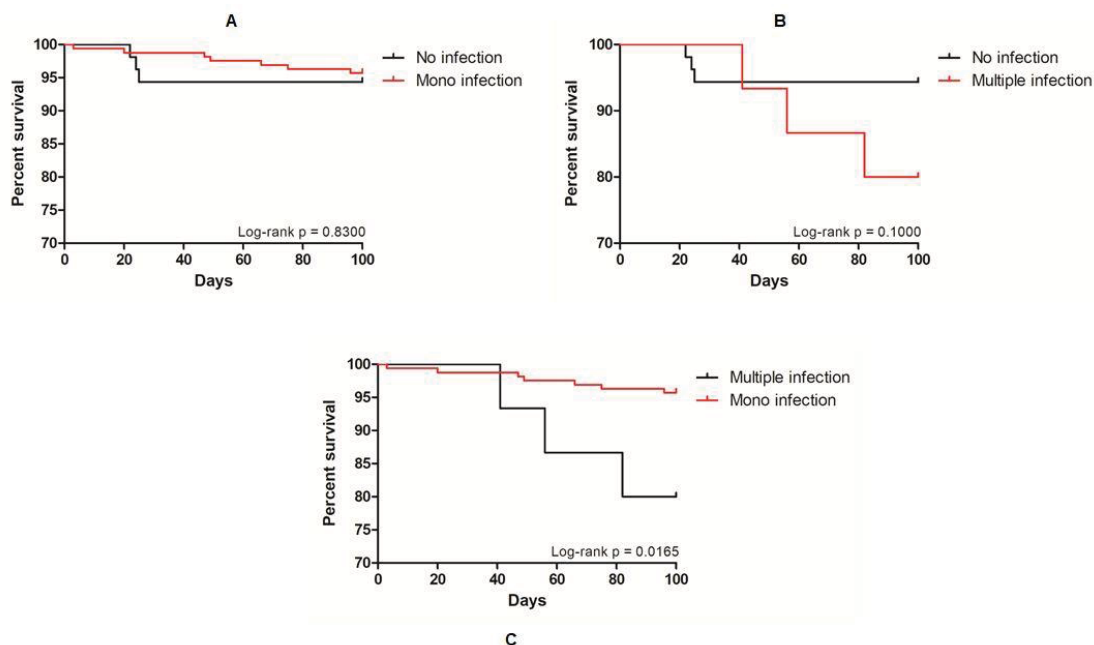 A
100
95
90
85
80
75
70
0
20
40
60
80
100
Percent survival
Days
No infection
Mono infection
Log-rank p = 0.8300
B
100
90
80
70
0
20
40
60
80
100
Percent survival
Days
No infection
Multiple infection
Log-rank p = 0.1000
100
95
90
85
80
75
70
0
20
40
60
80
100
Percent survival
Days
Multiple infection
Mono infection
Log-rank p = 0.0165
C